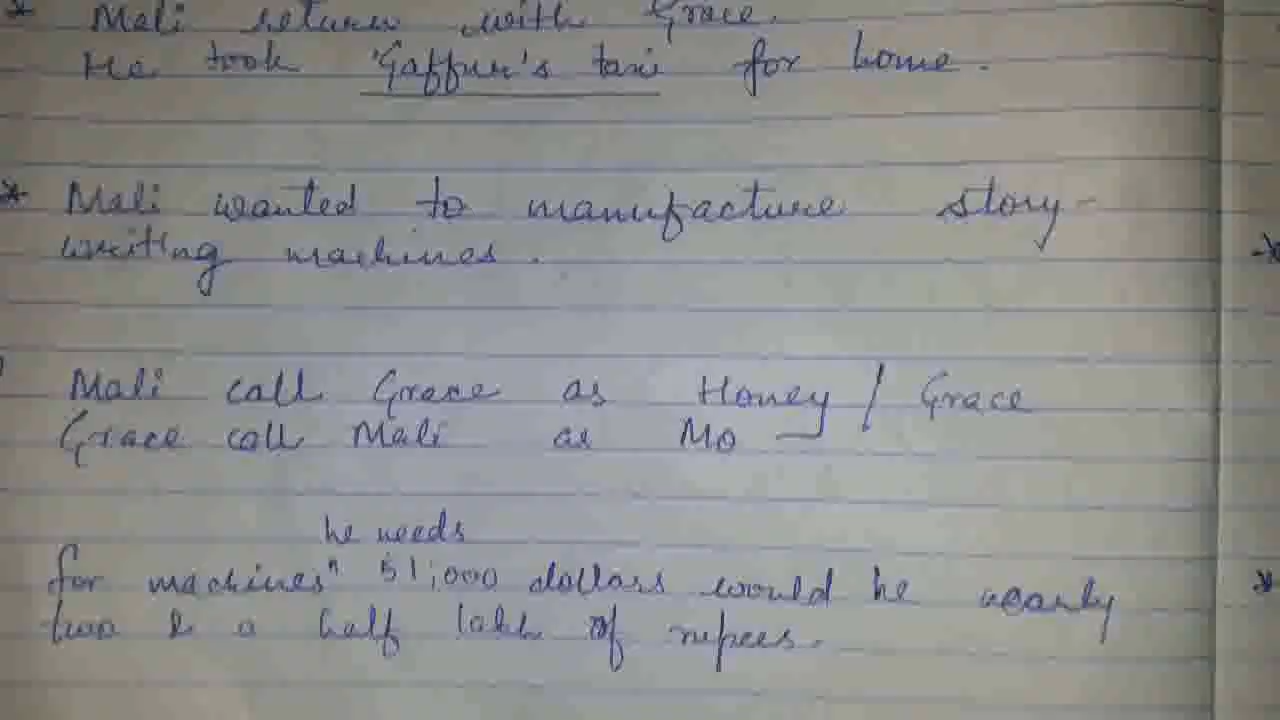 * Mali return with Grace.
He took 'Gaffur's taxi for home.
* Mali wanted to manufacture story-
writing machines.
Mali call Grace as Honey / Grace
Grace call Mali as Mo
he needs
for machines" 51,000 dollars would be nearly
two & a half lakh of rupees.